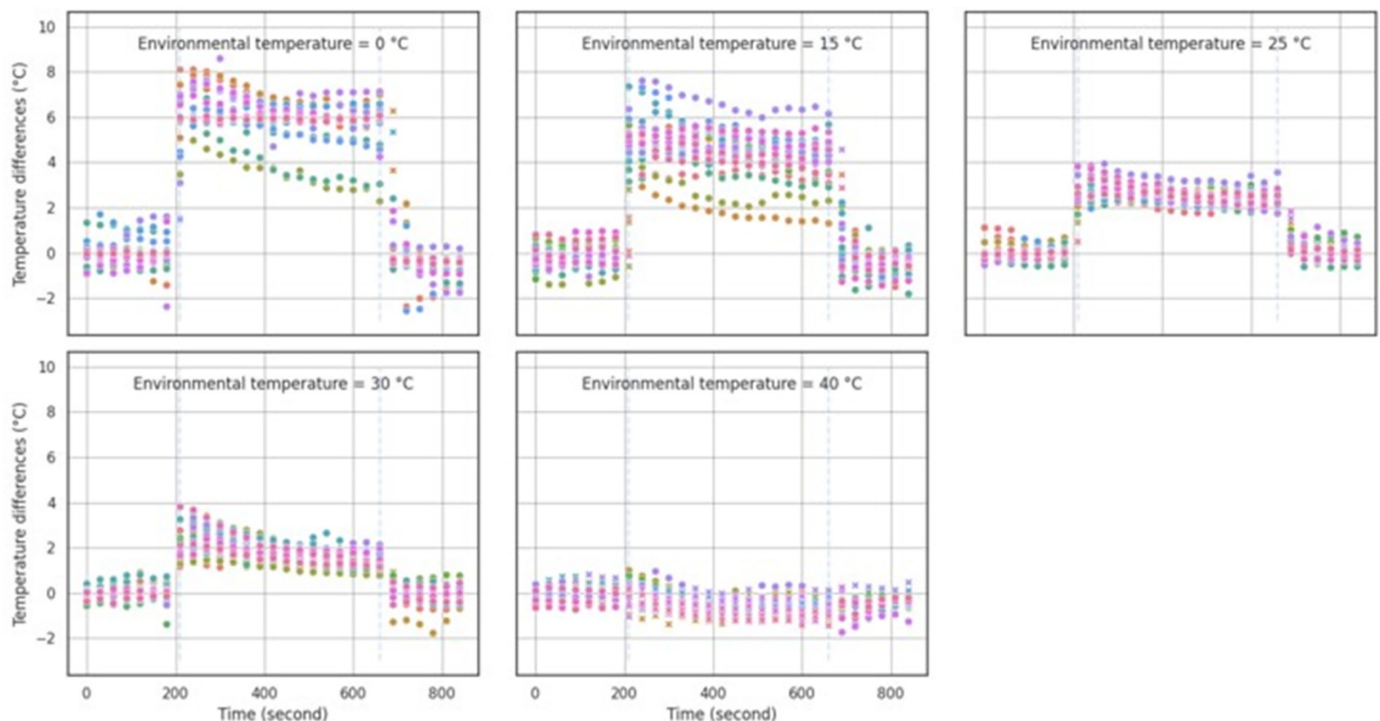 Environmental temperature = 0 °C
Environmental temperature = 15 °C
Environmental temperature = 25 °C
Temperature differences (°C)
10
8
6
4
2
0
−2
Environmental temperature = 30 °C
Environmental temperature = 40 °C
Temperature differences (°C)
10
8
6
4
2
0
−2
0 200 400 600 800
0 200 400 600 800
Time (second)
Time (second)